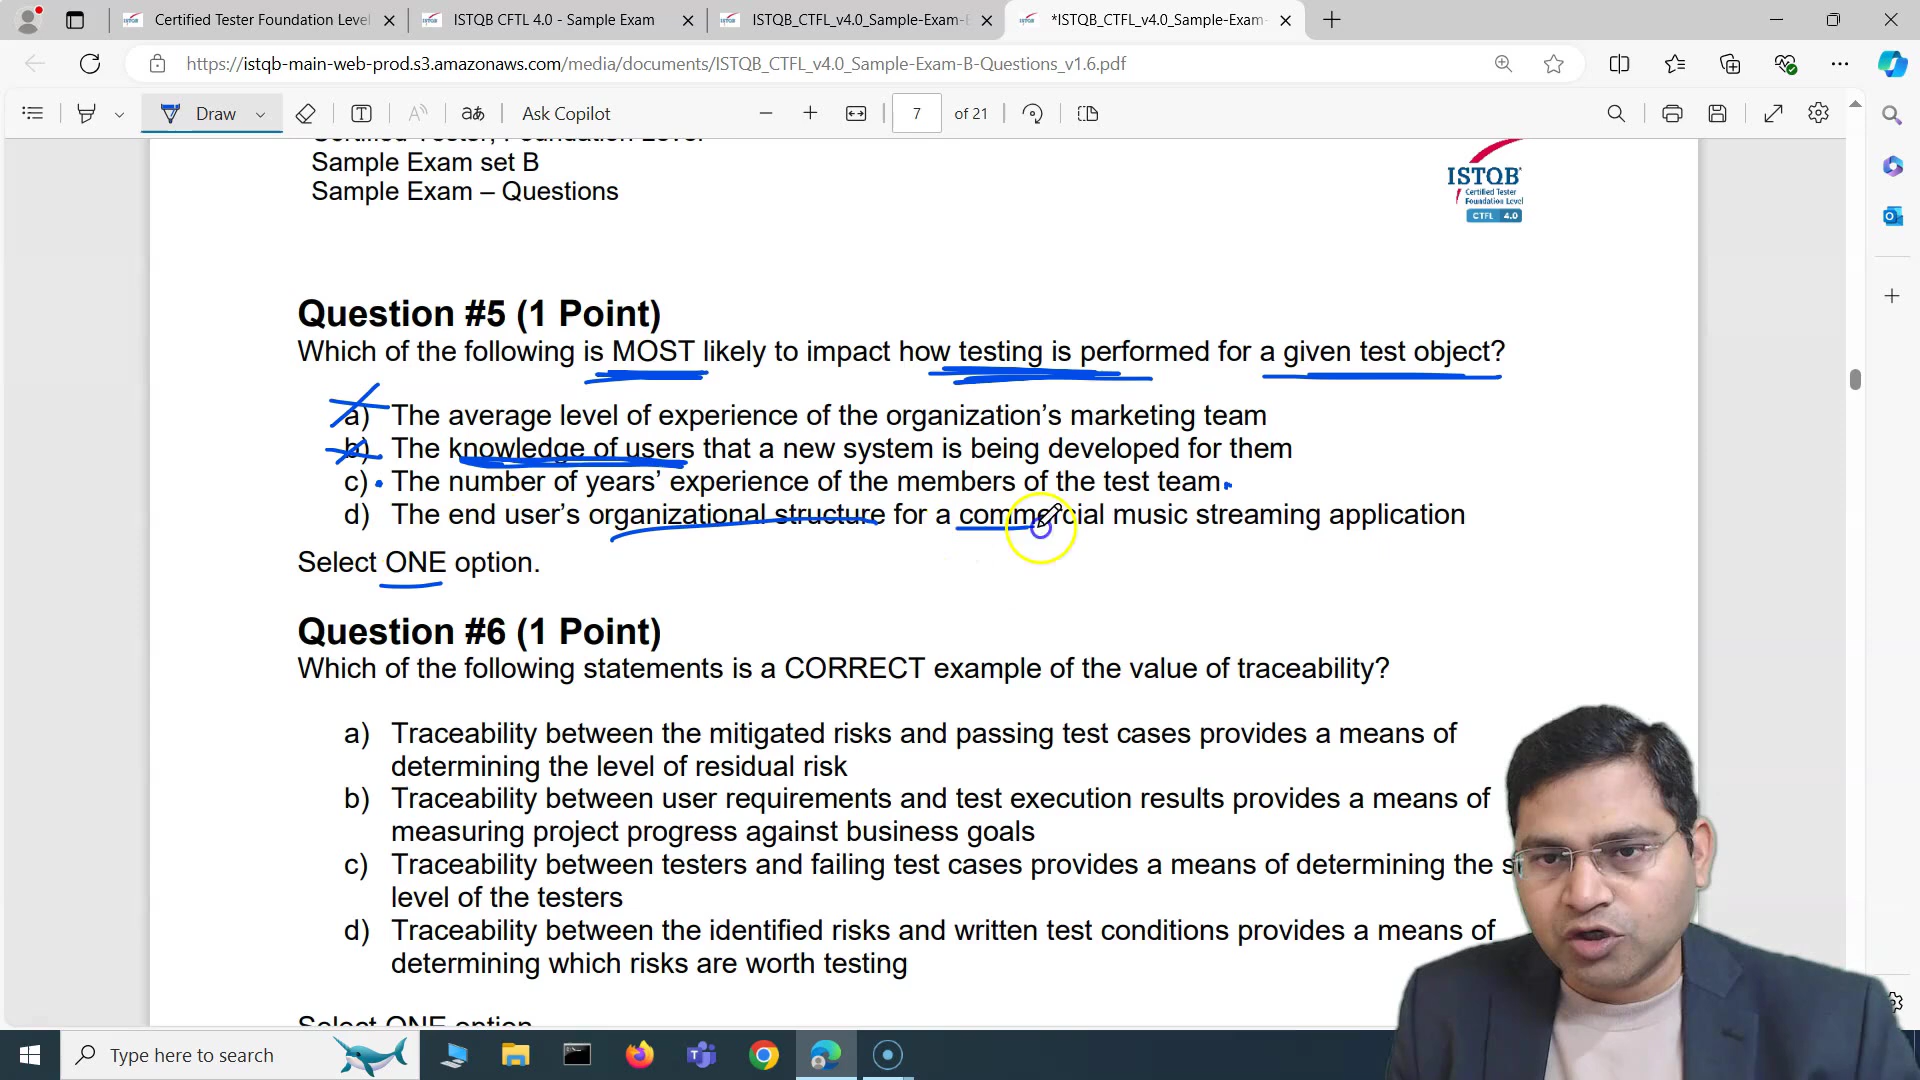 Certified Tester Foundation Level
ISTQB CFTL 4.0 - Sample Exam
ISTQB_CTFL_v4.0_Sample-Exam-B
*ISTQB_CTFL_v4.0_Sample-Exam-
https://istqb-main-web-prod.s3.amazonaws.com/media/documents/ISTQB_CTFL_v4.0_Sample-Exam-B-Questions_v1.6.pdf
Draw
Ask Copilot
7 of 21
Certified Tester, Foundation Level
Sample Exam set B
Sample Exam – Questions
ISTQB
Certified Tester
Foundation Level
CTFL 4.0
Question #5 (1 Point)
Which of the following is MOST likely to impact how testing is performed for a given test object?
a) The average level of experience of the organization’s marketing team
b) The knowledge of users that a new system is being developed for them
c) The number of years’ experience of the members of the test team
d) The end user’s organizational structure for a commercial music streaming application
Select ONE option.
Question #6 (1 Point)
Which of the following statements is a CORRECT example of the value of traceability?
a) Traceability between the mitigated risks and passing test cases provides a means of
determining the level of residual risk
b) Traceability between user requirements and test execution results provides a means of
measuring project progress against business goals
c) Traceability between testers and failing test cases provides a means of determining the s
level of the testers
d) Traceability between the identified risks and written test conditions provides a means of
determining which risks are worth testing
Select ONE option.
Type here to search